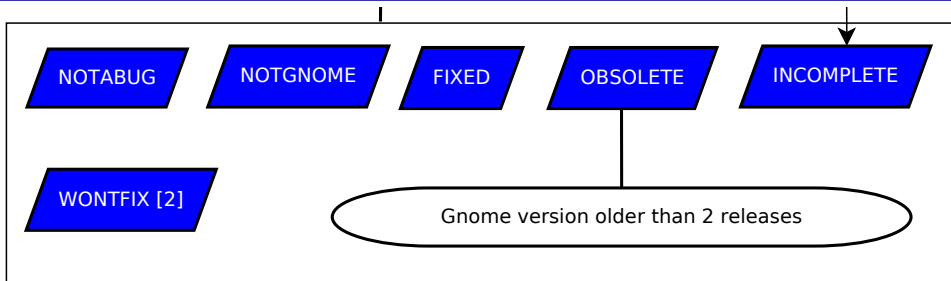 NOTABUG
NOTGNOME
FIXED
OBSOLETE
INCOMPLETE
WONTFIX [2]
Gnome version older than 2 releases